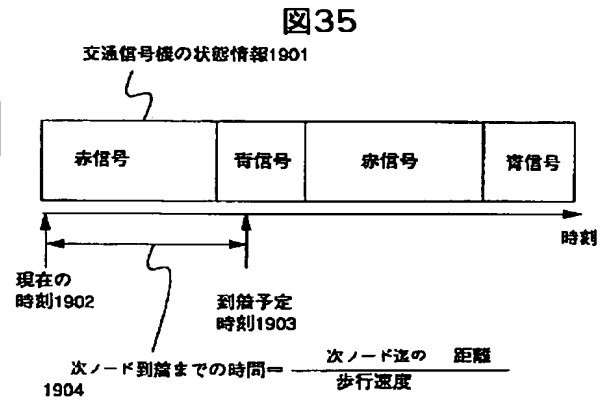 図35
交通信号機の状態情報1901
赤信号 青信号 赤信号 青信号
時刻
現在の
時刻1902
到着予定
時刻1903
次ノード到着までの時間= 次ノード迄の 距離
歩行速度
1904